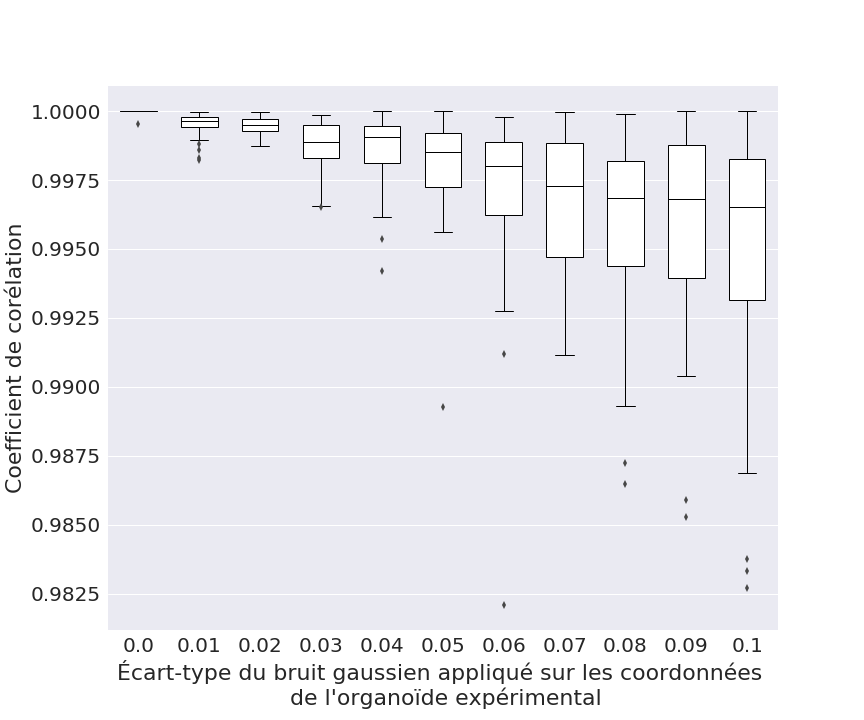 1.0000
0.9975
0.9950
0.9925
0.9900
0.9875
0.9850
0.9825
Coefficient de corélation
0.0 0.01 0.02 0.03 0.04 0.05 0.06 0.07 0.08 0.09 0.1
Écart-type du bruit gaussien appliqué sur les coordonnées
de l'organoïde expérimental